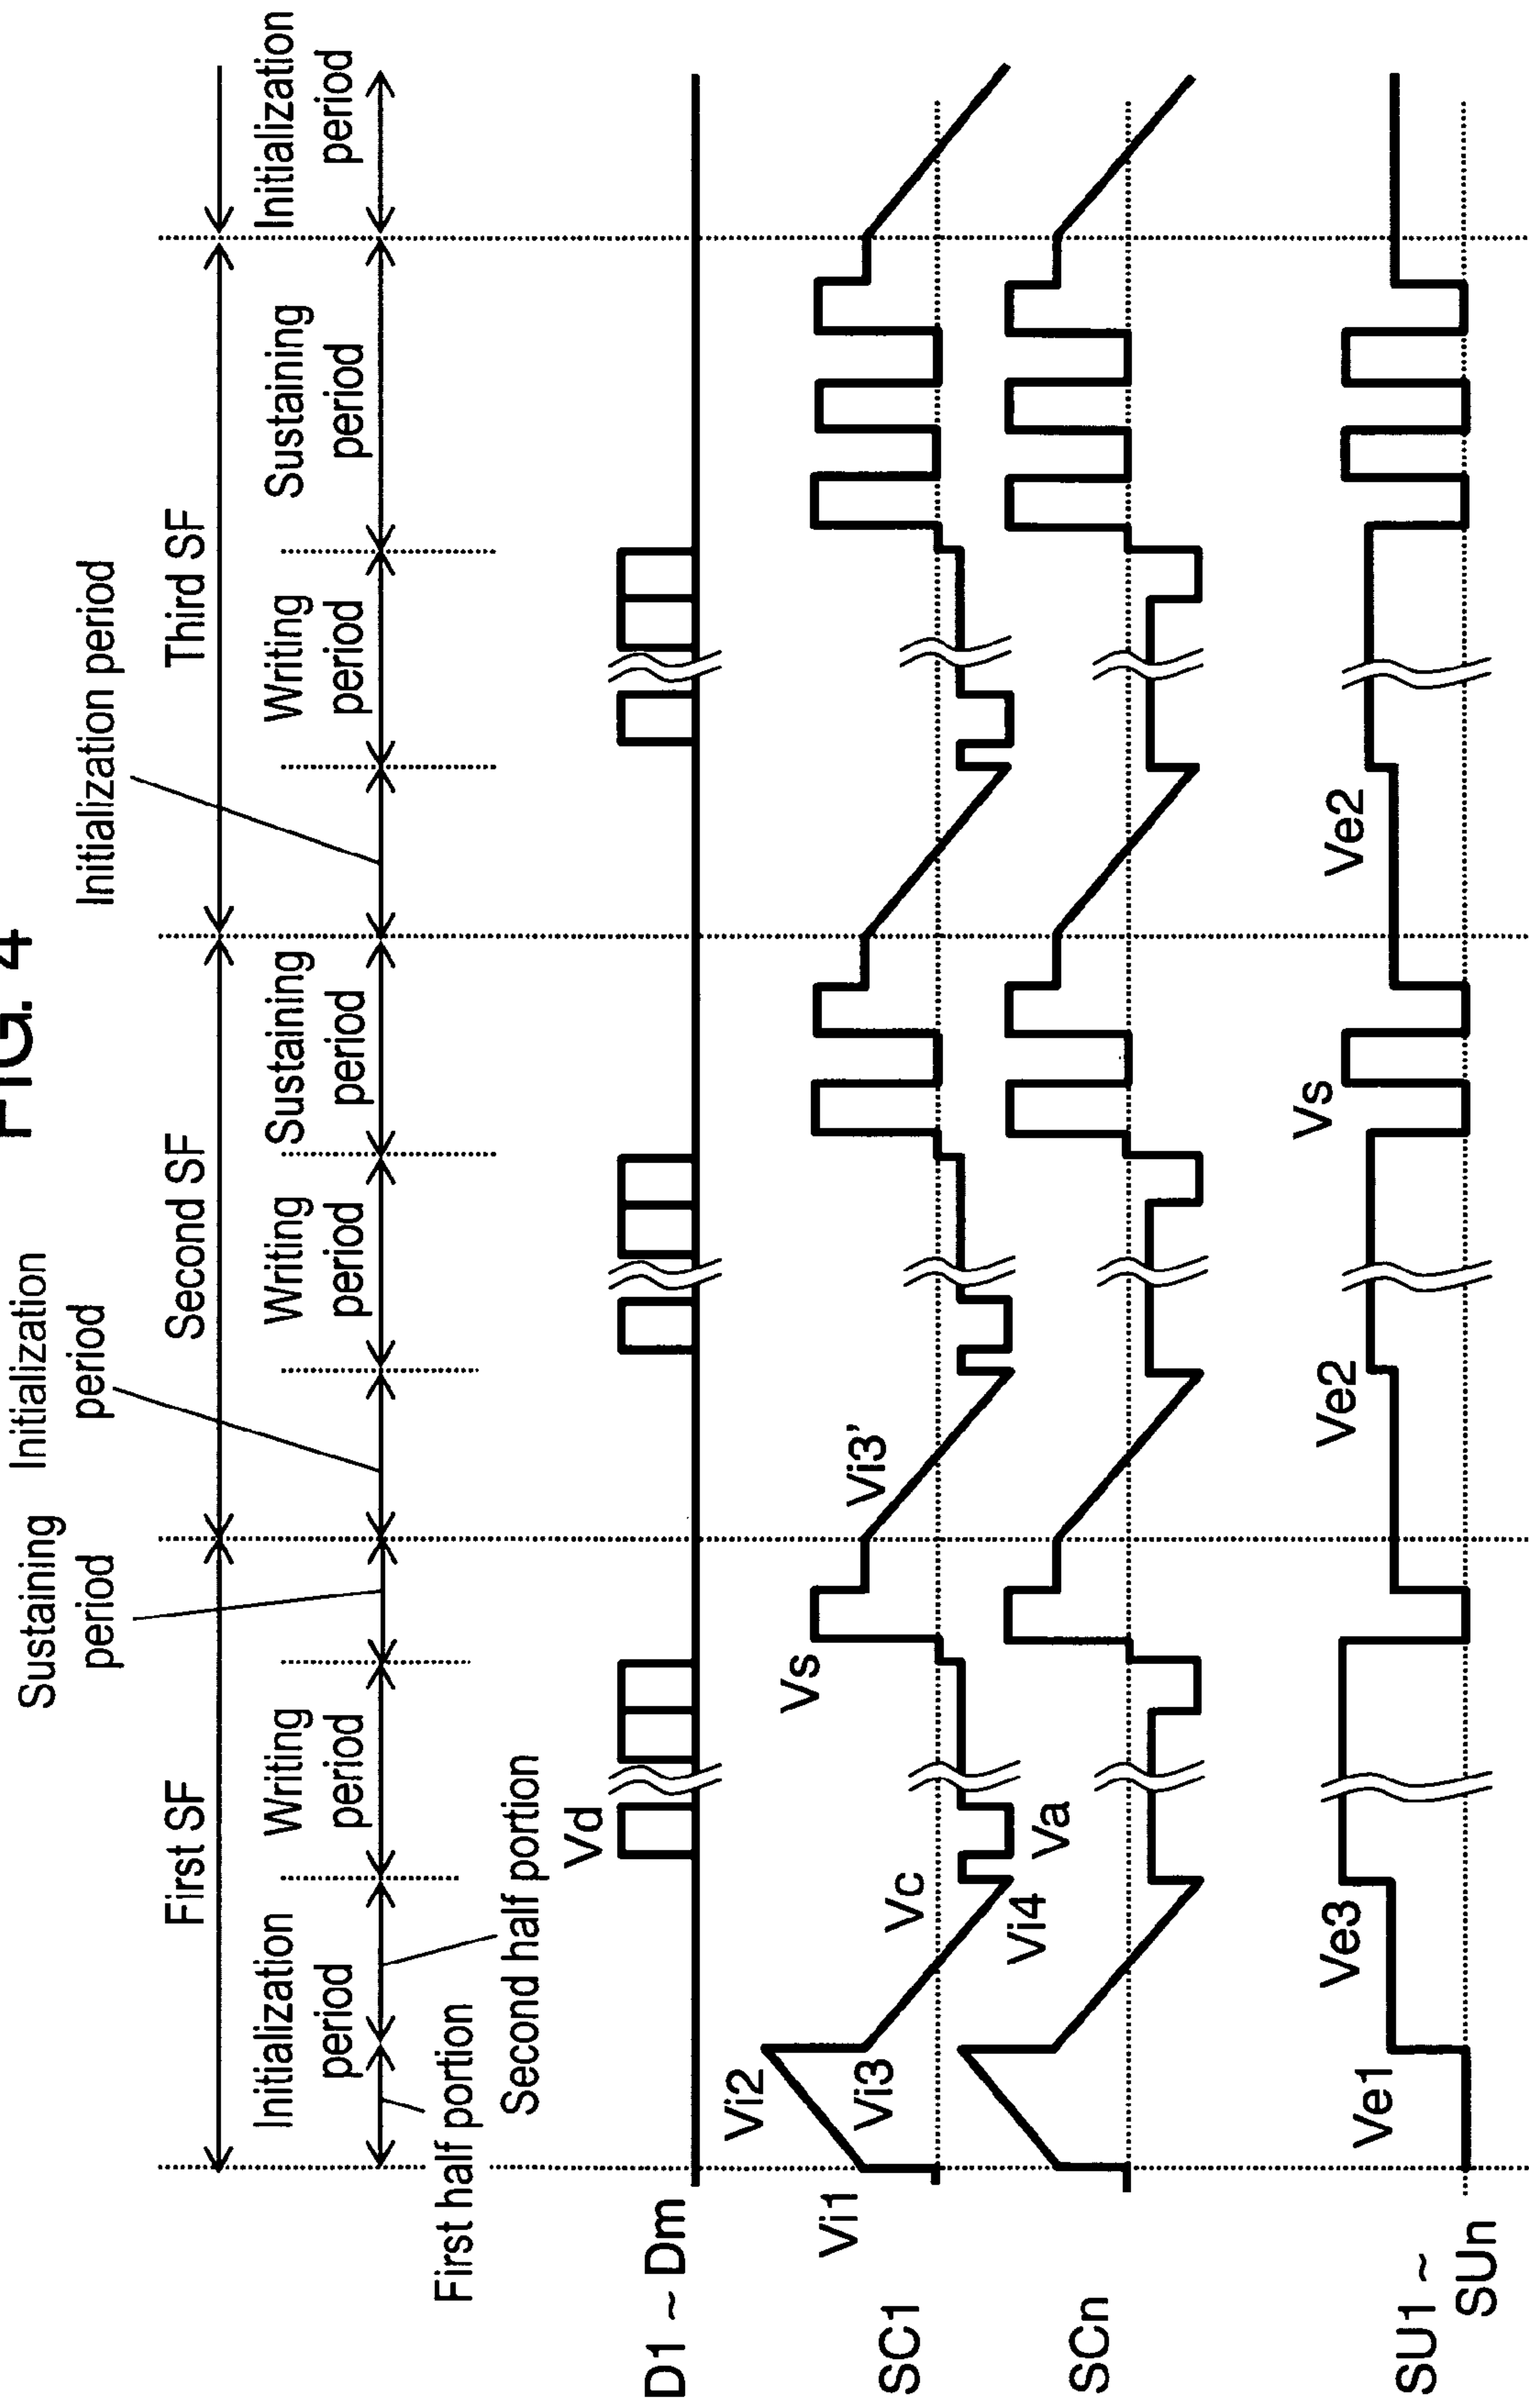 FIG. 4
First SF
Second SF
Third SF
Initialization
period
Writing
period
Sustaining
period
Initialization
period
Writing
period
Sustaining
period
Initialization period
Writing
period
Sustaining
period
Initialization
period
First half portion
Second half portion
D1 ~ Dm
Vd
SC1
Vi1
Vi2
Vi3
Vi4
Vc
Va
Vs
Vi3'
SCn
SU1 ~
SUn
Ve1
Ve3
Ve2
Vs
Ve2